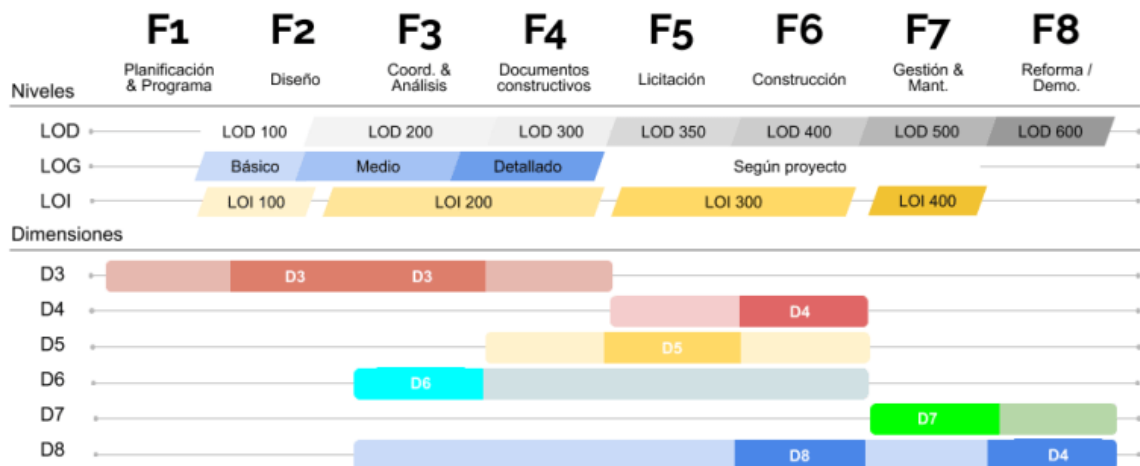 F1 F2 F3 F4 F5 F6 F7 F8
Planificación & Programa
Diseño
Coord. & Análisis
Documentos constructivos
Licitación
Construcción
Gestión & Mant.
Reforma / Demo.
Niveles
LOD LOD 100 LOD 200 LOD 300 LOD 350 LOD 400 LOD 500 LOD 600
LOG Básico Medio Detallado Según proyecto
LOI LOI 100 LOI 200 LOI 300 LOI 400
Dimensiones
D3 D3 D3
D4 D4
D5 D5
D6 D6
D7 D7
D8 D8 D4